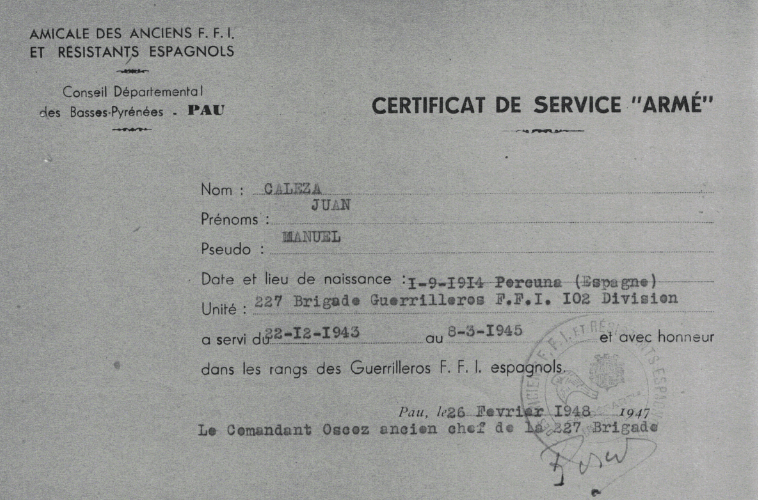 AMICALE DES ANCIENS F. F. I.
ET RÉSISTANTS ESPAGNOLS
Conseil Départemental
des Basses-Pyrénées - PAU
CERTIFICAT DE SERVICE "ARMÉ"
Nom : CALEZA
Prénoms : JUAN
Pseudo : MANUEL
Date et lieu de naissance : I-9-I9I4 Percuna (Espagne)
Unité : 227 Brigade Guerrilleros F.F.I. I02 Division
a servi du 22-I2-I943 au 8-3-I945 et avec honneur
dans les rangs des Guerrilleros F. F. I. espagnols.
Pau, le 26 Fevrier I948 1947
Le Comandant Oscoz ancien chef de la 227 Brigade